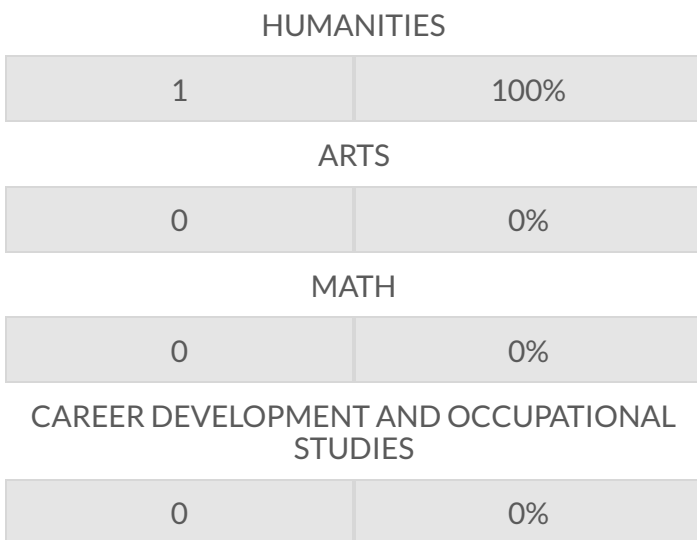 HUMANITIES
1 100%
ARTS
0 0%
MATH
0 0%
CAREER DEVELOPMENT AND OCCUPATIONAL
STUDIES
0 0%